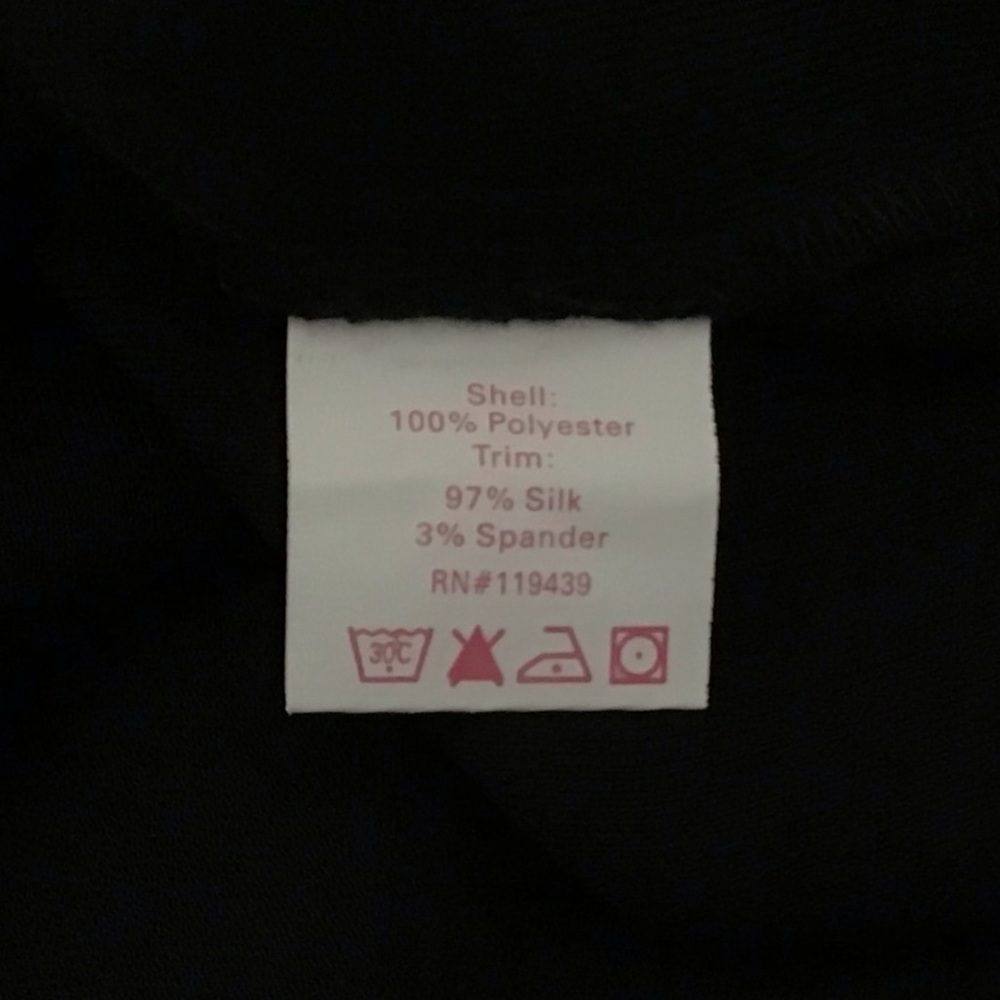 Shell:
100% Polyester
Trim:
97% Silk
3% Spander
RN#119439
30°C